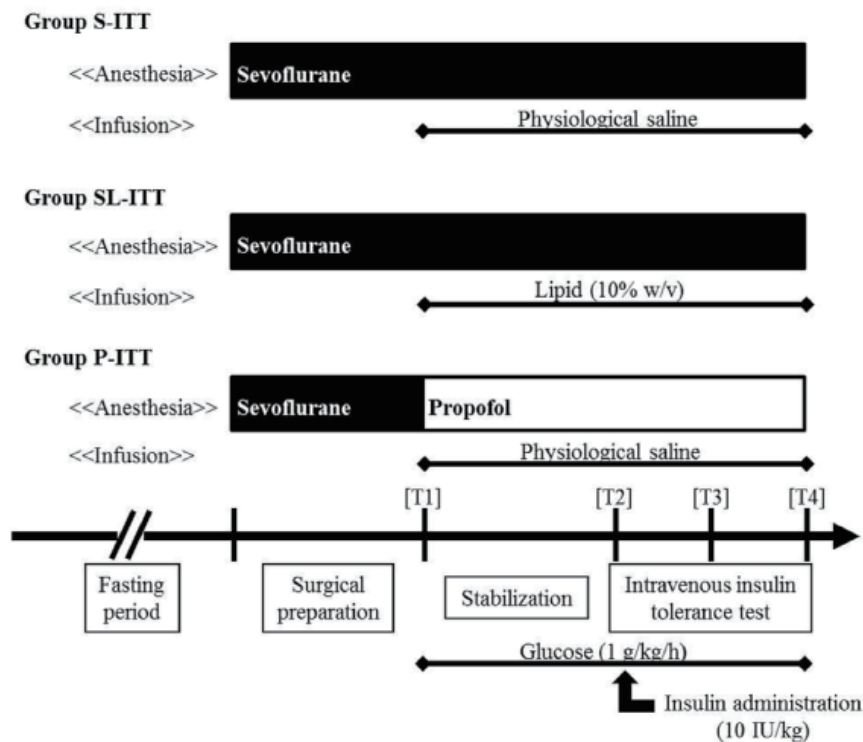 Group S-ITT
<<Anesthesia>> Sevoflurane
<<Infusion>> Physiological saline
Group SL-ITT
<<Anesthesia>> Sevoflurane
<<Infusion>> Lipid (10% w/v)
Group P-ITT
<<Anesthesia>> Sevoflurane Propofol
<<Infusion>> Physiological saline
[T1] [T2] [T3] [T4]
Fasting
period
Surgical
preparation
Stabilization
Intravenous insulin
tolerance test
Glucose (1 g/kg/h)
Insulin administration
(10 IU/kg)